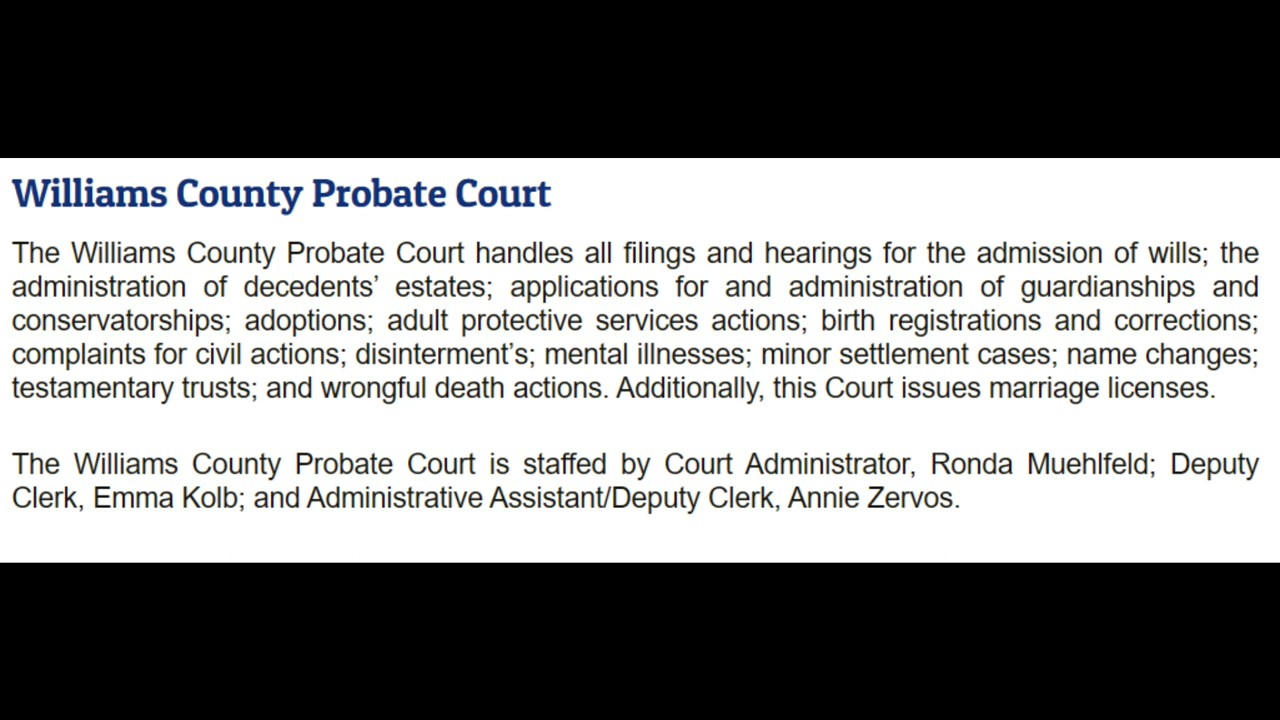 Williams County Probate Court
The Williams County Probate Court handles all filings and hearings for the admission of wills; the
administration of decedents’ estates; applications for and administration of guardianships and
conservatorships; adoptions; adult protective services actions; birth registrations and corrections;
complaints for civil actions; disinterment’s; mental illnesses; minor settlement cases; name changes;
testamentary trusts; and wrongful death actions. Additionally, this Court issues marriage licenses.
The Williams County Probate Court is staffed by Court Administrator, Ronda Muehlfeld; Deputy
Clerk, Emma Kolb; and Administrative Assistant/Deputy Clerk, Annie Zervos.